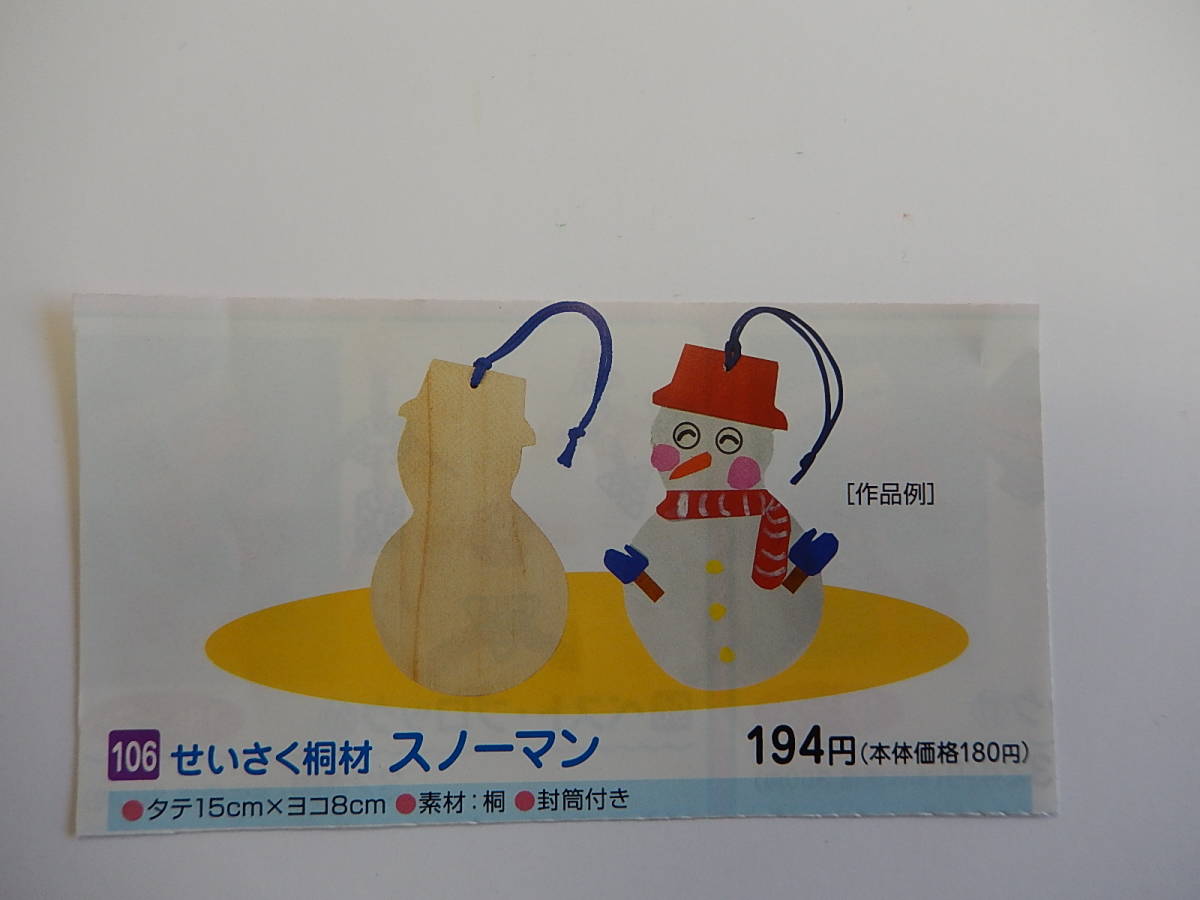 [作品例]
106 せいさく桐材 スノーマン 194円(本体価格180円)
●タテ15cm×ヨコ8cm ●素材:桐 ●封筒付き